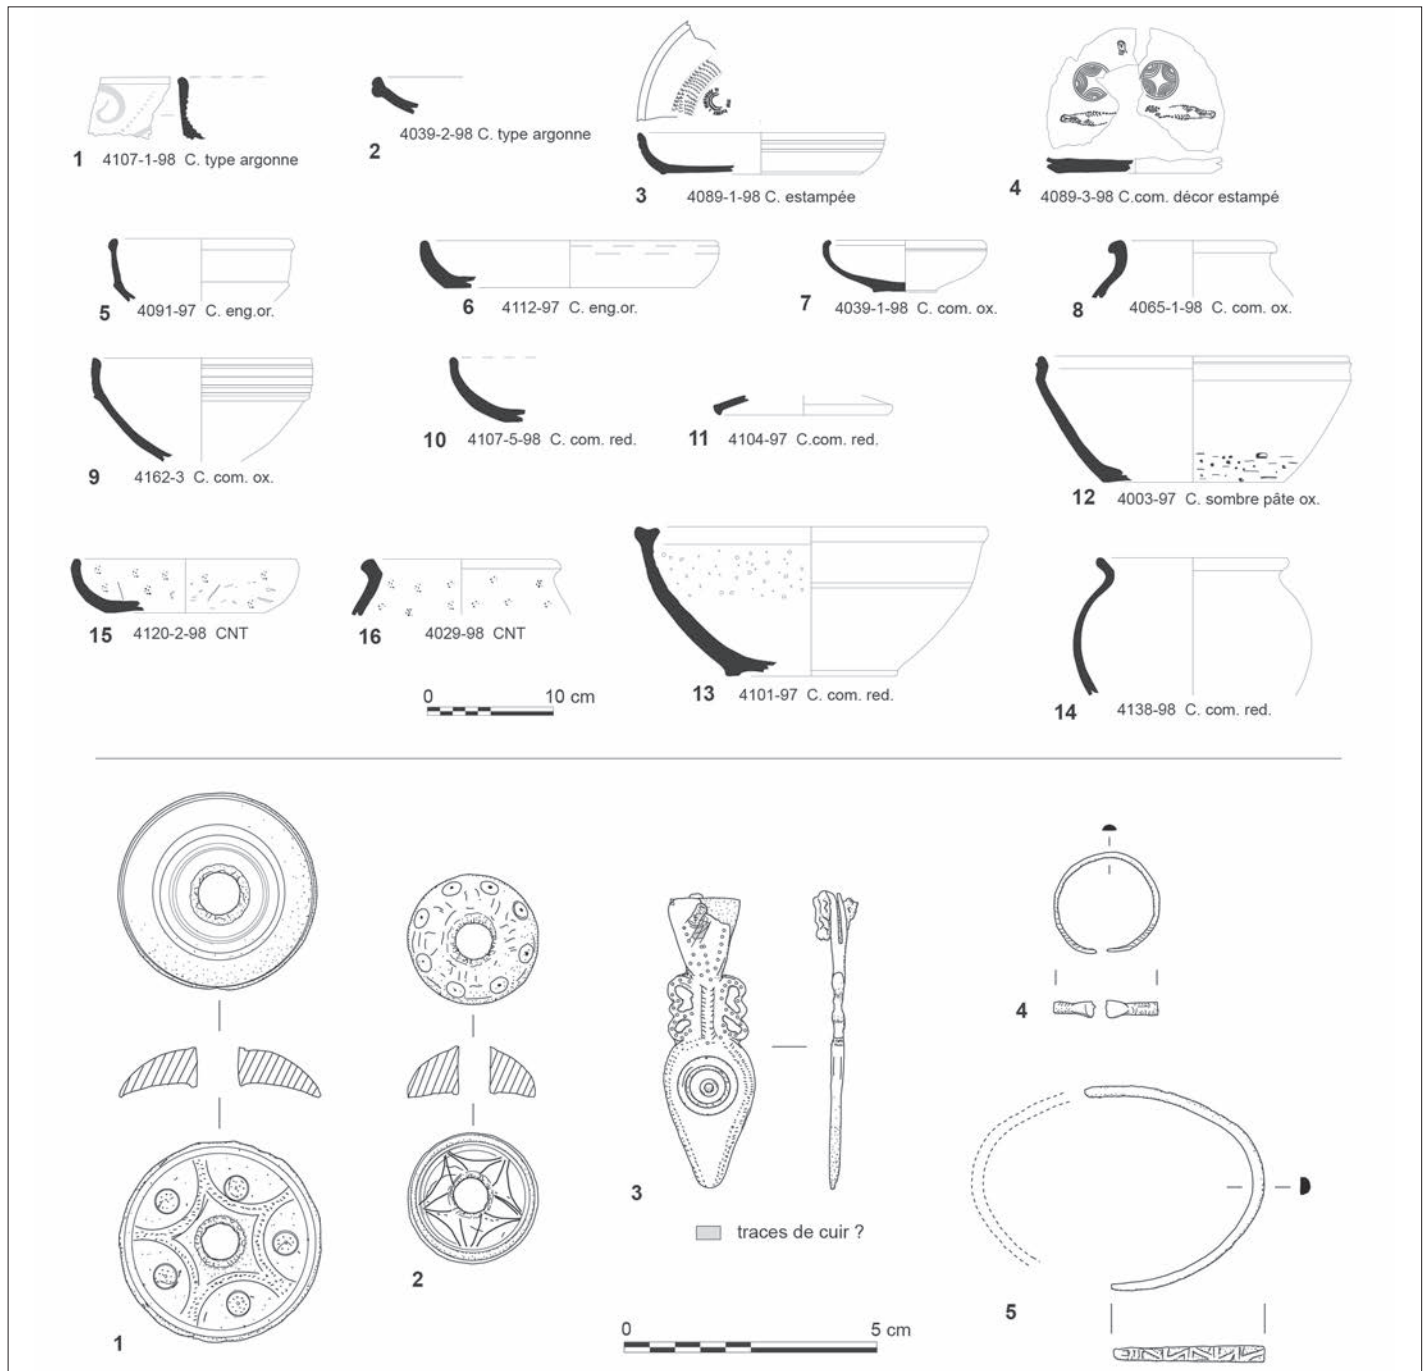 1 4107-1-98 C. type argonne
2 4039-2-98 C. type argonne
3 4089-1-98 C. estampée
4 4089-3-98 C.com. décor estampé
5 4091-97 C. eng.or.
6 4112-97 C. eng.or.
7 4039-1-98 C. com. ox.
8 4065-1-98 C. com. ox.
9 4162-3 C. com. ox.
10 4107-5-98 C. com. red.
11 4104-97 C.com. red.
12 4003-97 C. sombre pâte ox.
15 4120-2-98 CNT
16 4029-98 CNT
0 10 cm
13 4101-97 C. com. red.
14 4138-98 C. com. red.
1
2
3
traces de cuir ?
4
5
0 5 cm